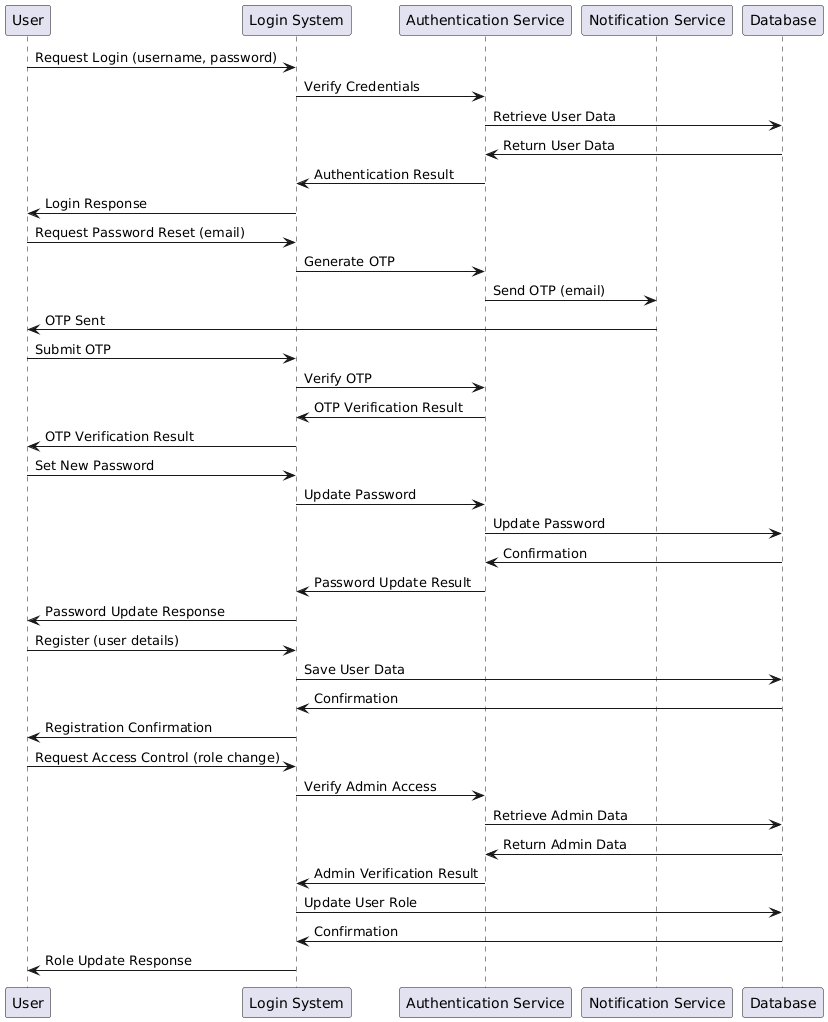 User
Login System
Authentication Service
Notification Service
Database
Request Login (username, password)
Verify Credentials
Retrieve User Data
Return User Data
Authentication Result
Login Response
Request Password Reset (email)
Generate OTP
Send OTP (email)
OTP Sent
Submit OTP
Verify OTP
OTP Verification Result
OTP Verification Result
Set New Password
Update Password
Update Password
Confirmation
Password Update Result
Password Update Response
Register (user details)
Save User Data
Confirmation
Registration Confirmation
Request Access Control (role change)
Verify Admin Access
Retrieve Admin Data
Return Admin Data
Admin Verification Result
Update User Role
Confirmation
Role Update Response
User
Login System
Authentication Service
Notification Service
Database